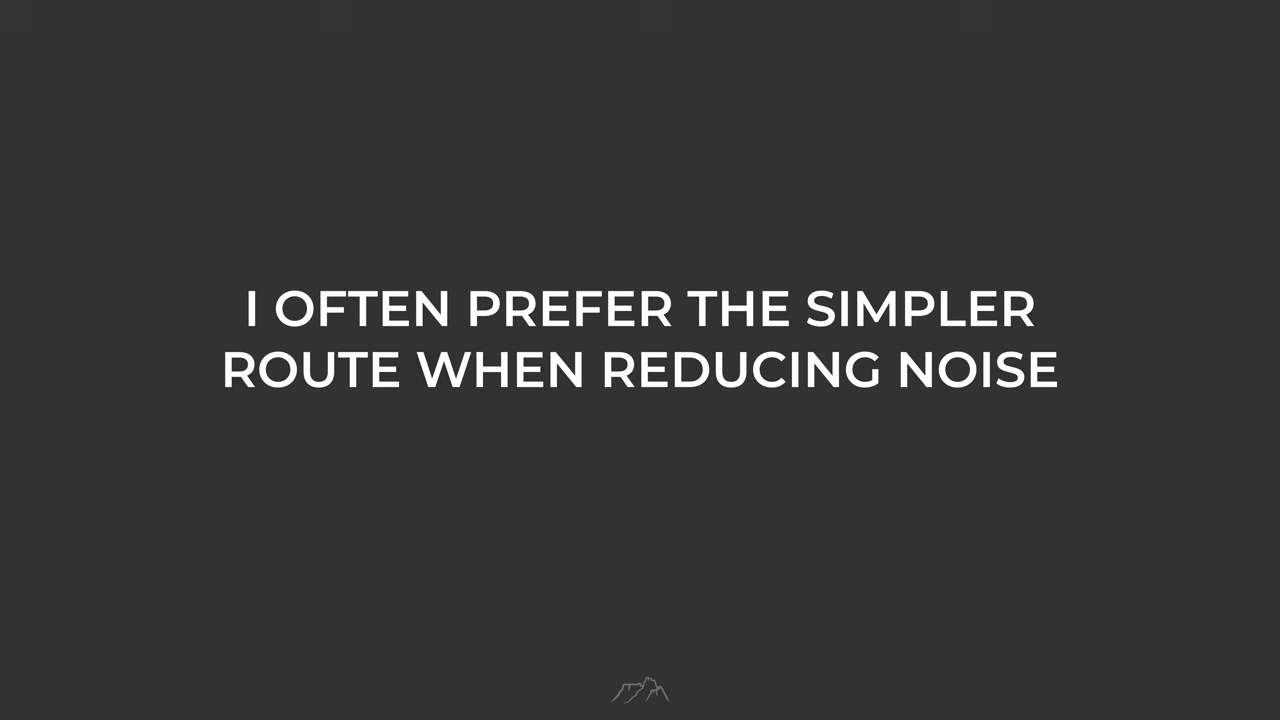 I OFTEN PREFER THE SIMPLER
ROUTE WHEN REDUCING NOISE